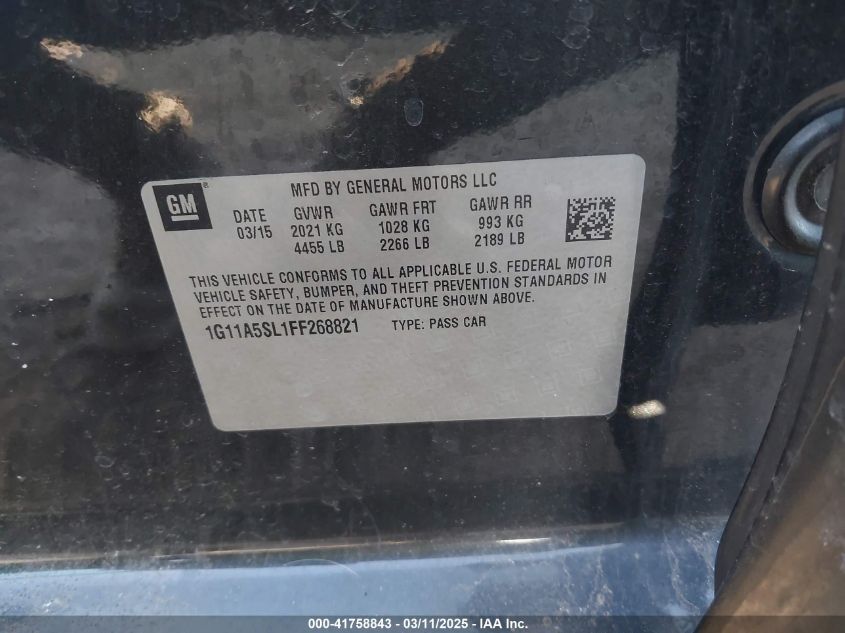 GM
MFD BY GENERAL MOTORS LLC
DATE GVWR GAWR FRT GAWR RR
03/15 2021 KG 1028 KG 993 KG
4455 LB 2266 LB 2189 LB
THIS VEHICLE CONFORMS TO ALL APPLICABLE U.S. FEDERAL MOTOR
VEHICLE SAFETY, BUMPER, AND THEFT PREVENTION STANDARDS IN
EFFECT ON THE DATE OF MANUFACTURE SHOWN ABOVE.
1G11A5SL1FF268821 TYPE: PASS CAR
000-41758843 - 03/11/2025 - IAAI.COM